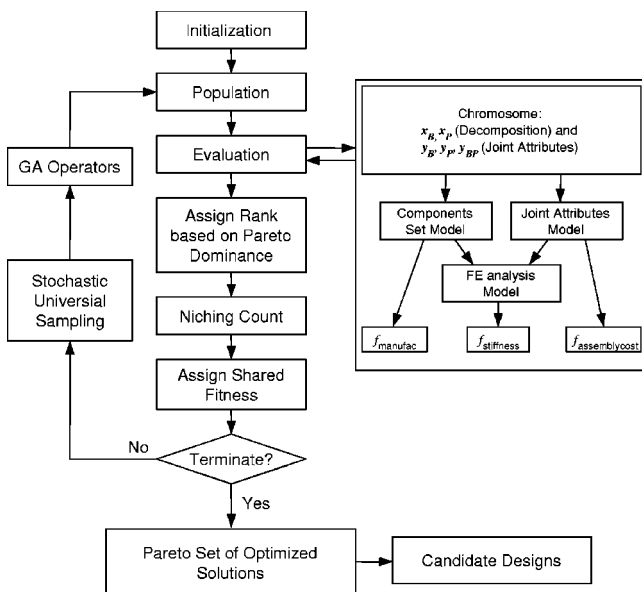 Initialization
Population
Evaluation
Assign Rank
based on Pareto
Dominance
Niching Count
Assign Shared
Fitness
Terminate?
No
Yes
GA Operators
Stochastic
Universial
Sampling
Pareto Set of Optimized
Solutions
Candidate Designs
Chromosome:
x_B, x_P (Decomposition) and
y_B, y_P, y_BP (Joint Attributes)
Components
Set Model
Joint Attributes
Model
FE analysis
Model
f_manufac
f_stiffness
f_assemblycost